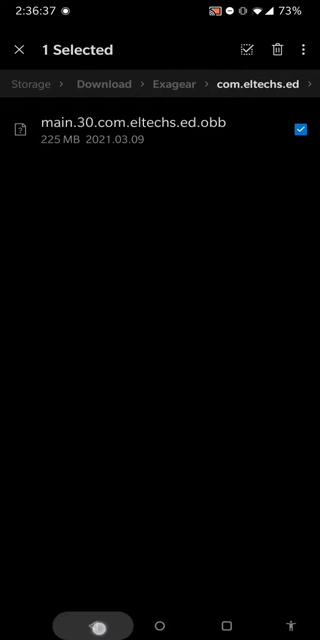 2:36:37 73%
1 Selected
Storage > Download > Exagear > com.eltechs.ed >
main.30.com.eltechs.ed.obb
225 MB 2021.03.09